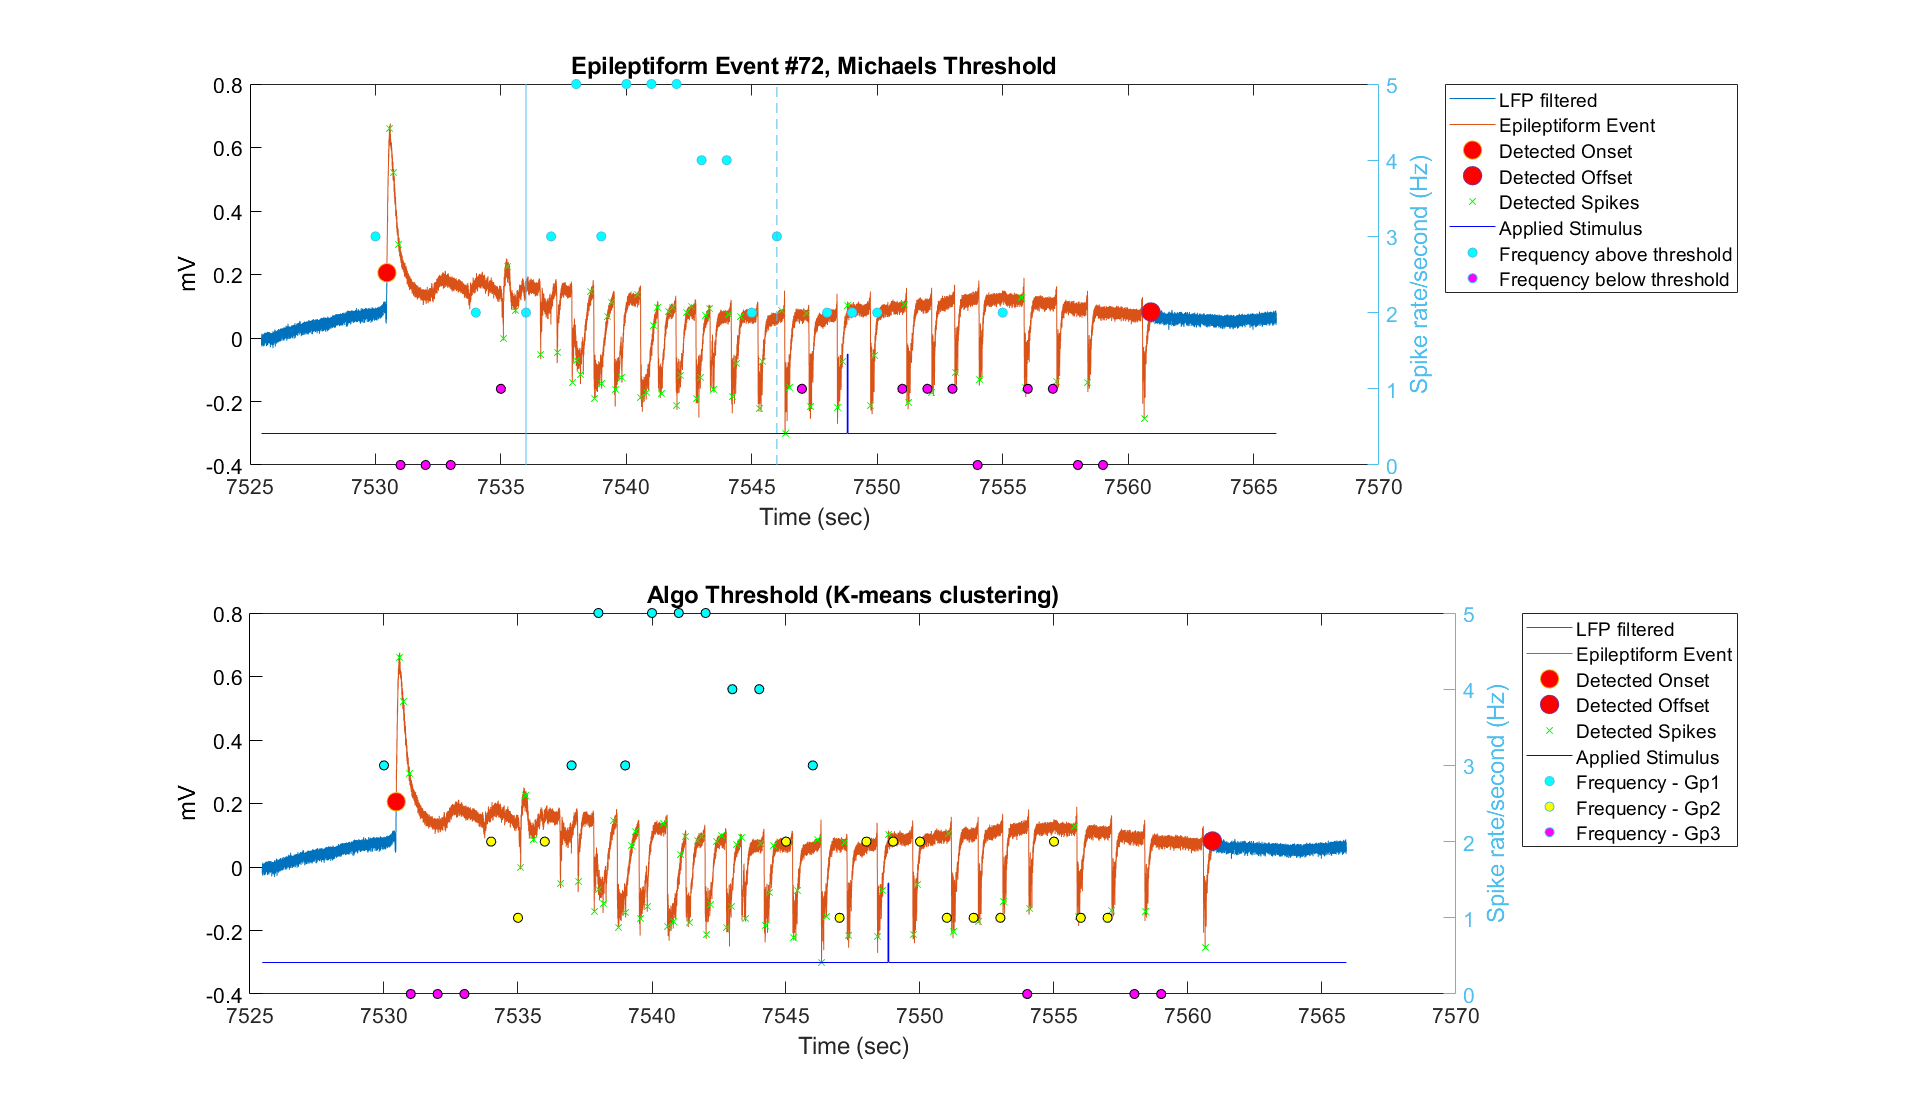 Epileptiform Event #72, Michaels Threshold
0.8
0.6
0.4
0.2
0
-0.2
-0.4
mV
7525 7530 7535 7540 7545 7550 7555 7560 7565 7570
Time (sec)
5
4
3
2
1
0
Spike rate/second (Hz)
LFP filtered
Epileptiform Event
Detected Onset
Detected Offset
Detected Spikes
Applied Stimulus
Frequency above threshold
Frequency below threshold
Algo Threshold (K-means clustering)
0.8
0.6
0.4
0.2
0
-0.2
-0.4
mV
7525 7530 7535 7540 7545 7550 7555 7560 7565 7570
Time (sec)
5
4
3
2
1
0
Spike rate/second (Hz)
LFP filtered
Epileptiform Event
Detected Onset
Detected Offset
Detected Spikes
Applied Stimulus
Frequency - Gp1
Frequency - Gp2
Frequency - Gp3